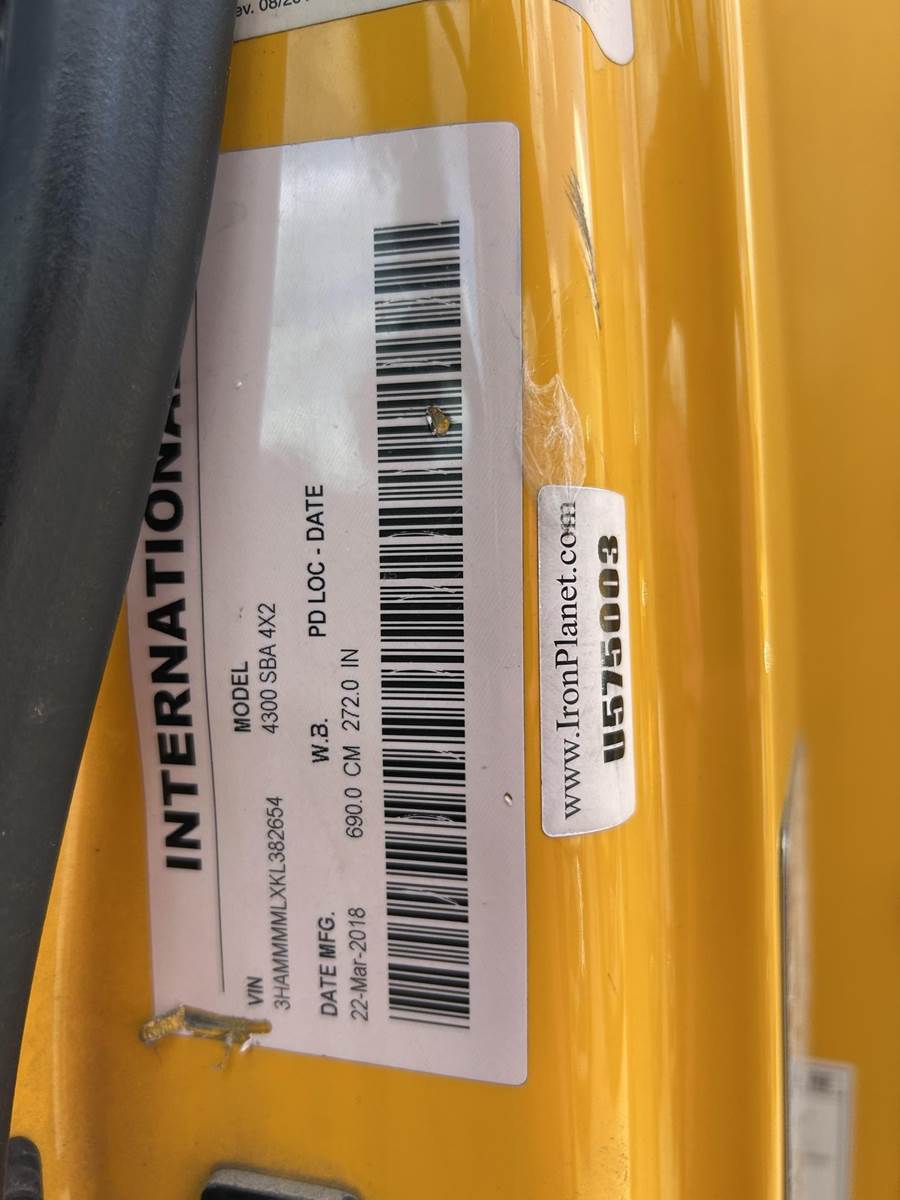 INTERNATIONAL
VIN MODEL
3HAMMMMLXKL382654 4300 SBA 4X2
DATE MFG. W.B. PD LOC - DATE
22-Mar-2018 690.0 CM 272.0 IN
www.IronPlanet.com
U575003